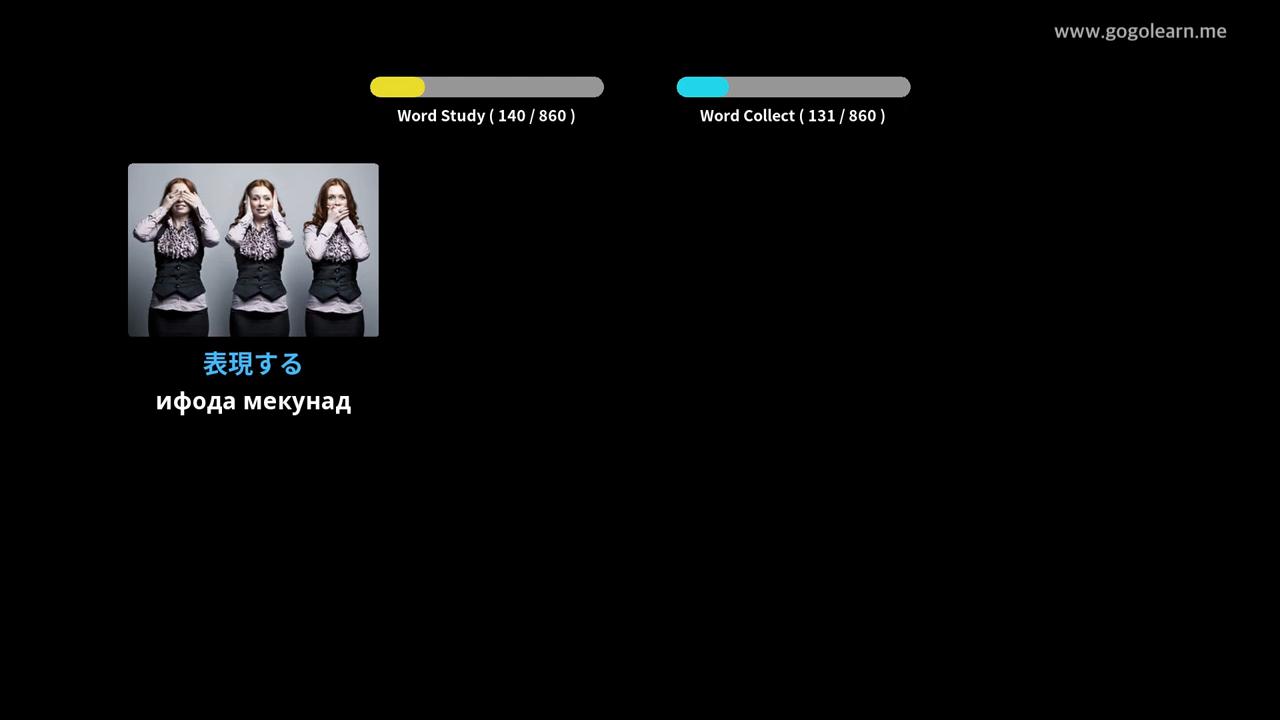 www.gogolearn.me
Word Study ( 140 / 860 )
Word Collect ( 131 / 860 )
表現する
ифода мекунад